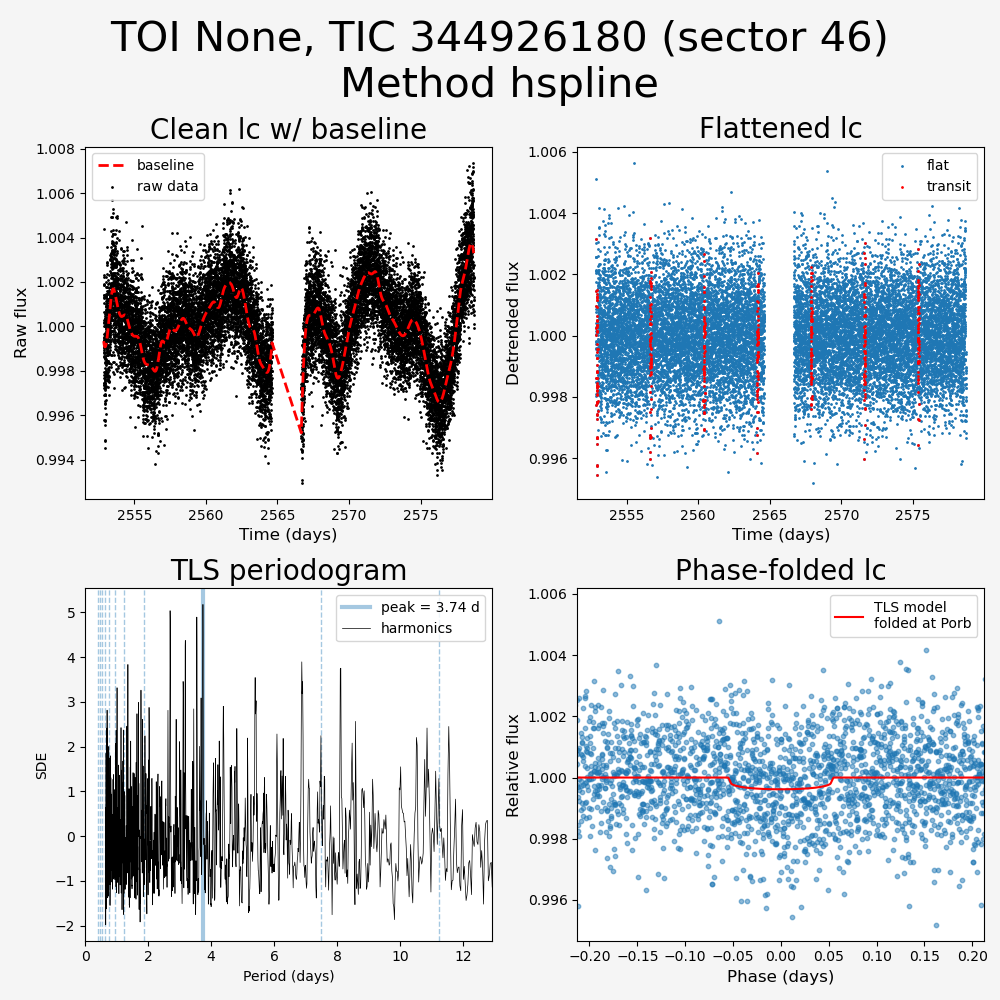 TOI None, TIC 344926180 (sector 46)
Method hspline
Clean lc w/ baseline
baseline
raw data
1.008
1.006
1.004
1.002
1.000
0.998
0.996
0.994
Raw flux
2555 2560 2565 2570 2575
Time (days)
Flattened lc
flat
transit
1.006
1.004
1.002
1.000
0.998
0.996
Detrended flux
2555 2560 2565 2570 2575
Time (days)
TLS periodogram
peak = 3.74 d
harmonics
5
4
3
2
1
0
−1
−2
SDE
0 2 4 6 8 10 12
Period (days)
Phase-folded lc
TLS model
folded at Porb
1.006
1.004
1.002
1.000
0.998
0.996
Relative flux
−0.20 −0.15 −0.10 −0.05 0.00 0.05 0.10 0.15 0.20
Phase (days)